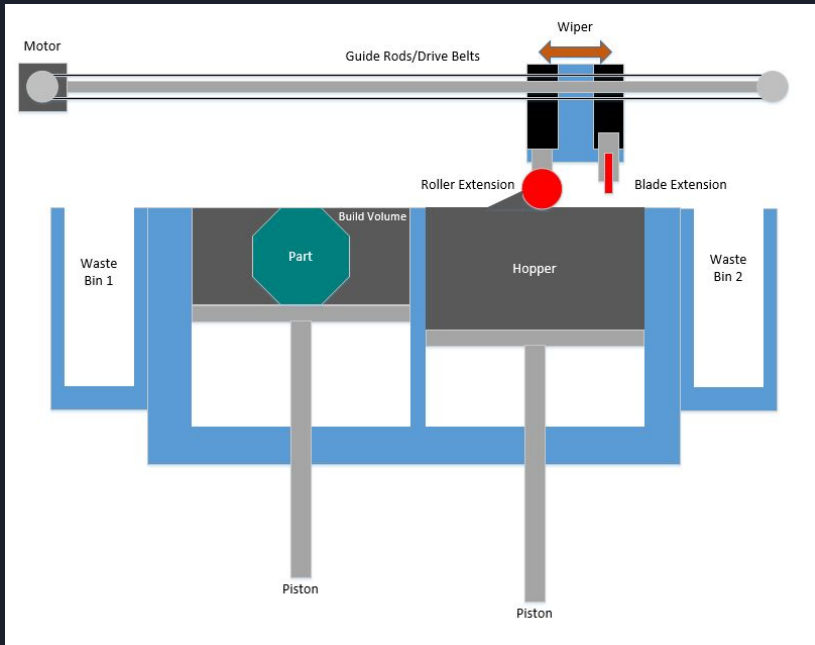 Wiper
Motor
Guide Rods/Drive Belts
Roller Extension
Blade Extension
Build Volume
Waste
Bin 1
Part
Hopper
Waste
Bin 2
Piston
Piston